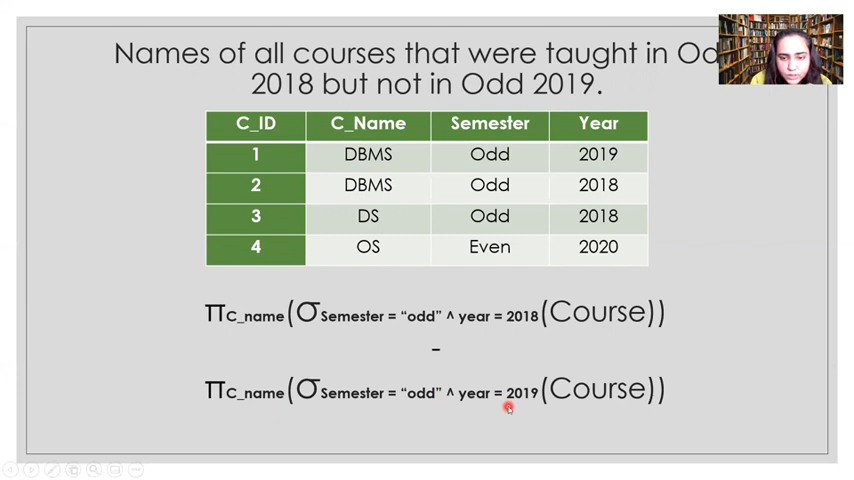 Names of all courses that were taught in
2018 but not in Odd 2019.
C_ID C_Name Semester Year
1 DBMS Odd 2019
2 DBMS Odd 2018
3 DS Odd 2018
4 OS Even 2020
πC_name(σSemester = “odd” ^ year = 2018(Course))
-
πC_name(σSemester = “odd” ^ year = 2019(Course))